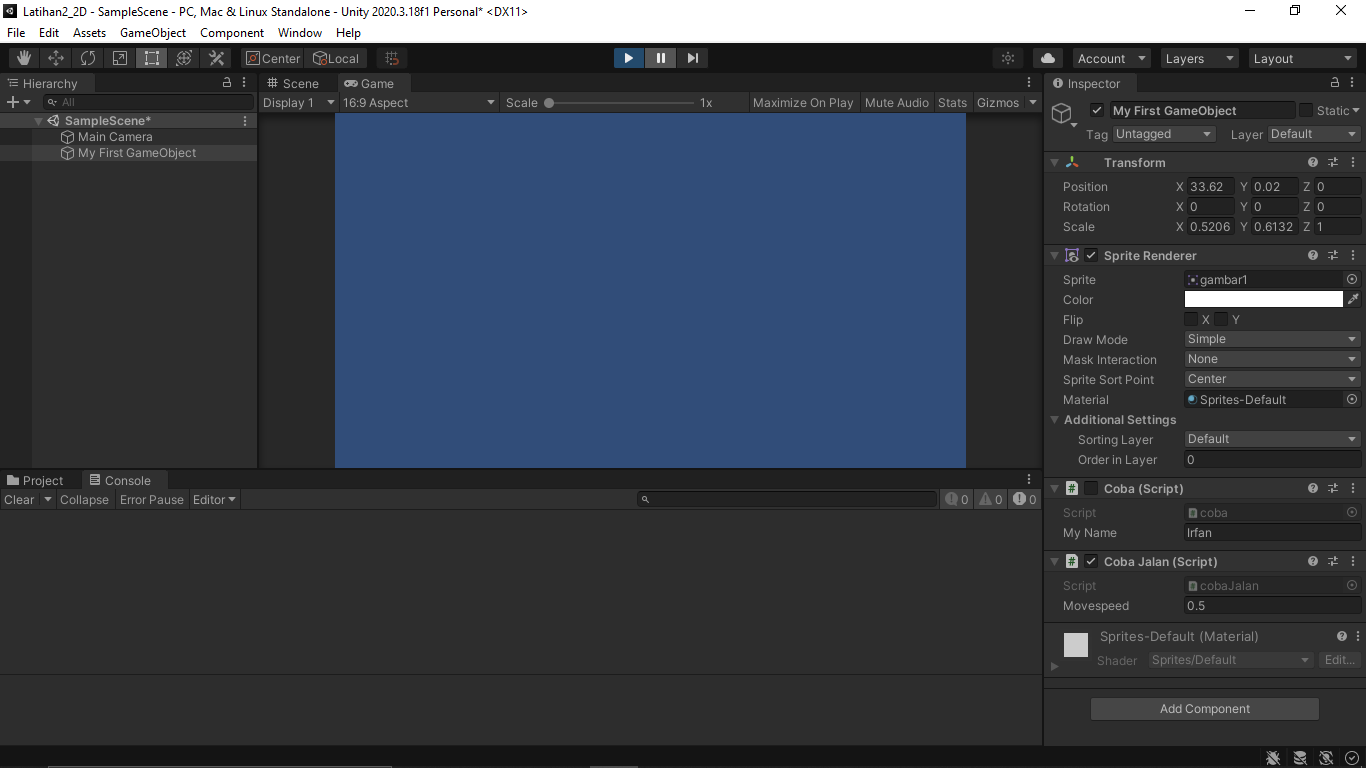 Latihan2_2D - SampleScene - PC, Mac & Linux Standalone - Unity 2020.3.18f1 Personal* <DX11>
File Edit Assets GameObject Component Window Help
Center Local Account Layers Layout
Hierarchy
All
SampleScene*
Main Camera
My First GameObject
Scene Game
Display 1 16:9 Aspect Scale 1x Maximize On Play Mute Audio Stats Gizmos
Inspector
My First GameObject Static
Tag Untagged Layer Default
Transform
Position X 33.62 Y 0.02 Z 0
Rotation X 0 Y 0 Z 0
Scale X 0.5206 Y 0.6132 Z 1
Sprite Renderer
Sprite gambar1
Color
Flip X Y
Draw Mode Simple
Mask Interaction None
Sprite Sort Point Center
Material Sprites-Default
Additional Settings
Sorting Layer Default
Order in Layer 0
Coba (Script)
Script coba
My Name Irfan
Coba Jalan (Script)
Script cobaJalan
Movespeed 0.5
Sprites-Default (Material)
Shader Sprites/Default Edit...
Add Component
Project Console
Clear Collapse Error Pause Editor 0 0 0